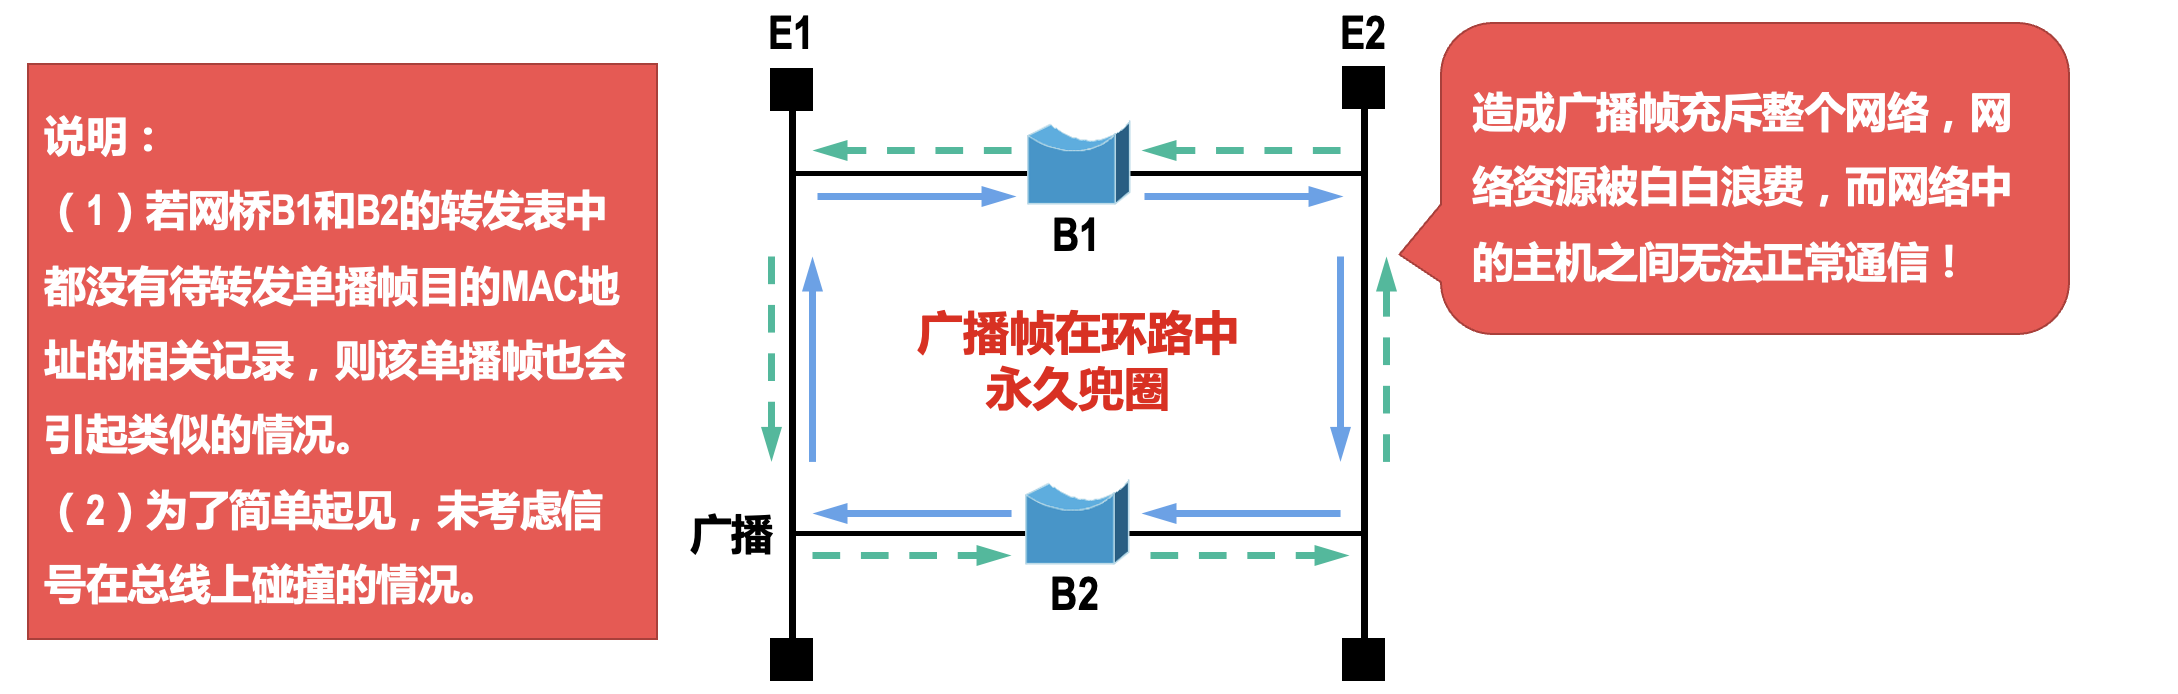 说明：
（1）若网桥B1和B2的转发表中
都没有待转发单播帧目的MAC地
址的相关记录，则该单播帧也会
引起类似的情况。
（2）为了简单起见，未考虑信
号在总线上碰撞的情况。
E1
E2
B1
广播帧在环路中
永久兜圈
广播
B2
造成广播帧充斥整个网络，网
络资源被白白浪费，而网络中
的主机之间无法正常通信！